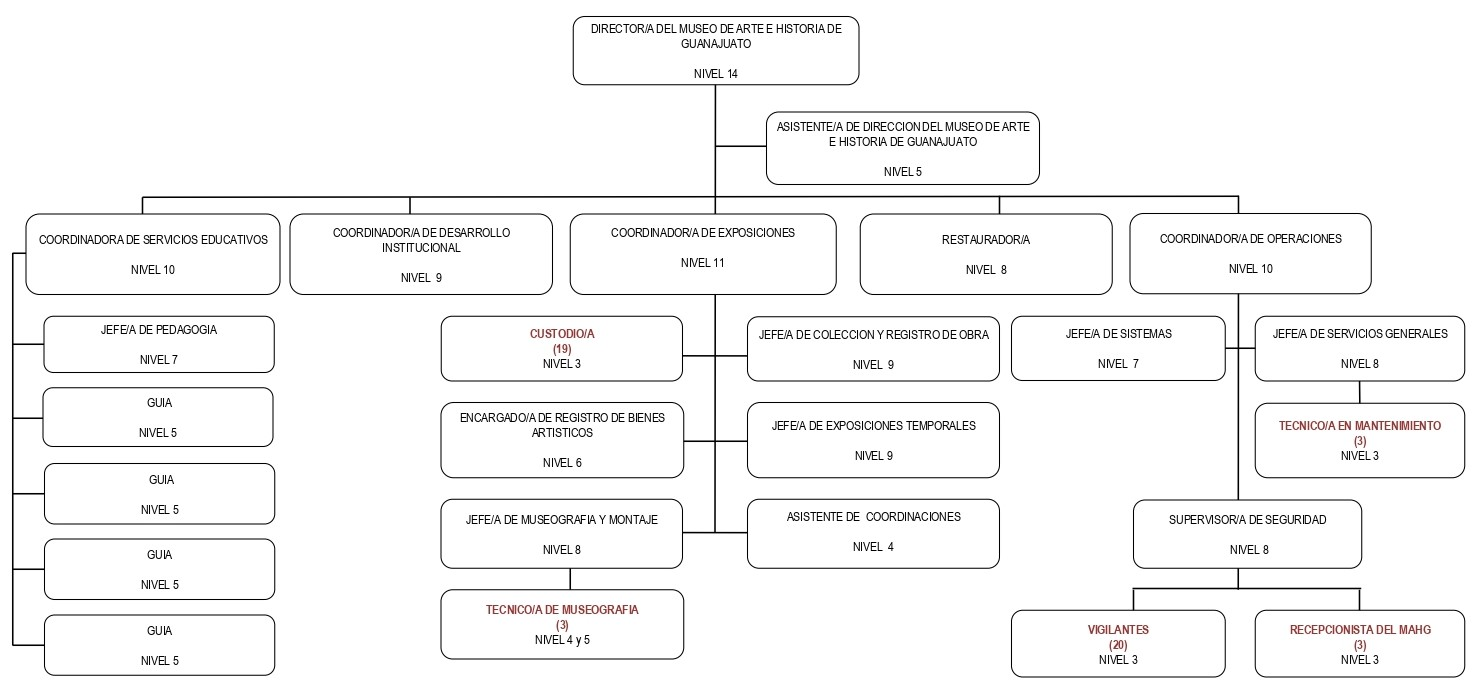 DIRECTOR/A DEL MUSEO DE ARTE E HISTORIA DE
GUANAJUATO
NIVEL 14
ASISTENTE/A DE DIRECCION DEL MUSEO DE ARTE
E HISTORIA DE GUANAJUATO
NIVEL 5
COORDINADORA DE SERVICIOS EDUCATIVOS
NIVEL 10
COORDINADOR/A DE DESARROLLO
INSTITUCIONAL
NIVEL 9
COORDINADOR/A DE EXPOSICIONES
NIVEL 11
RESTAURADOR/A
NIVEL 8
COORDINADOR/A DE OPERACIONES
NIVEL 10
JEFE/A DE PEDAGOGIA
NIVEL 7
GUIA
NIVEL 5
GUIA
NIVEL 5
GUIA
NIVEL 5
GUIA
NIVEL 5
CUSTODIO/A
(19)
NIVEL 3
JEFE/A DE COLECCION Y REGISTRO DE OBRA
NIVEL 9
ENCARGADO/A DE REGISTRO DE BIENES
ARTISTICOS
NIVEL 6
JEFE/A DE EXPOSICIONES TEMPORALES
NIVEL 9
JEFE/A DE MUSEOGRAFIA Y MONTAJE
NIVEL 8
ASISTENTE DE COORDINACIONES
NIVEL 4
TECNICO/A DE MUSEOGRAFIA
(3)
NIVEL 4 y 5
JEFE/A DE SISTEMAS
NIVEL 7
JEFE/A DE SERVICIOS GENERALES
NIVEL 8
TECNICO/A EN MANTENIMIENTO
(3)
NIVEL 3
SUPERVISOR/A DE SEGURIDAD
NIVEL 8
VIGILANTES
(20)
NIVEL 3
RECEPCIONISTA DEL MAHG
(3)
NIVEL 3